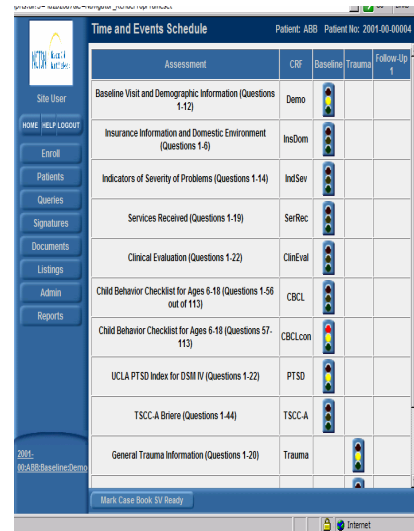 Time and Events Schedule Patient: ABB Patient No: 2001-00-00004
Assessment CRF Baseline Trauma Follow-Up
1
Site User
HOME HELP LOGOUT
Enroll
Patients
Queries
Signatures
Documents
Listings
Admin
Reports
2001-
00:ABB:Baseline:Demo
Baseline Visit and Demographic Information (Questions
1-12) Demo
Insurance Information and Domestic Environment
(Questions 1-6) InsDom
Indicators of Severity of Problems (Questions 1-14) IndSev
Services Received (Questions 1-19) SerRec
Clinical Evaluation (Questions 1-22) ClinEval
Child Behavior Checklist for Ages 6-18 (Questions 1-56
out of 113) CBCL
Child Behavior Checklist for Ages 6-18 (Questions 57-
113) CBCLcon
UCLA PTSD Index for DSM IV (Questions 1-22) PTSD
TSCC-A Briere (Questions 1-44) TSCC-A
General Trauma Information (Questions 1-20) Trauma
Mark Case Book SV Ready
Internet